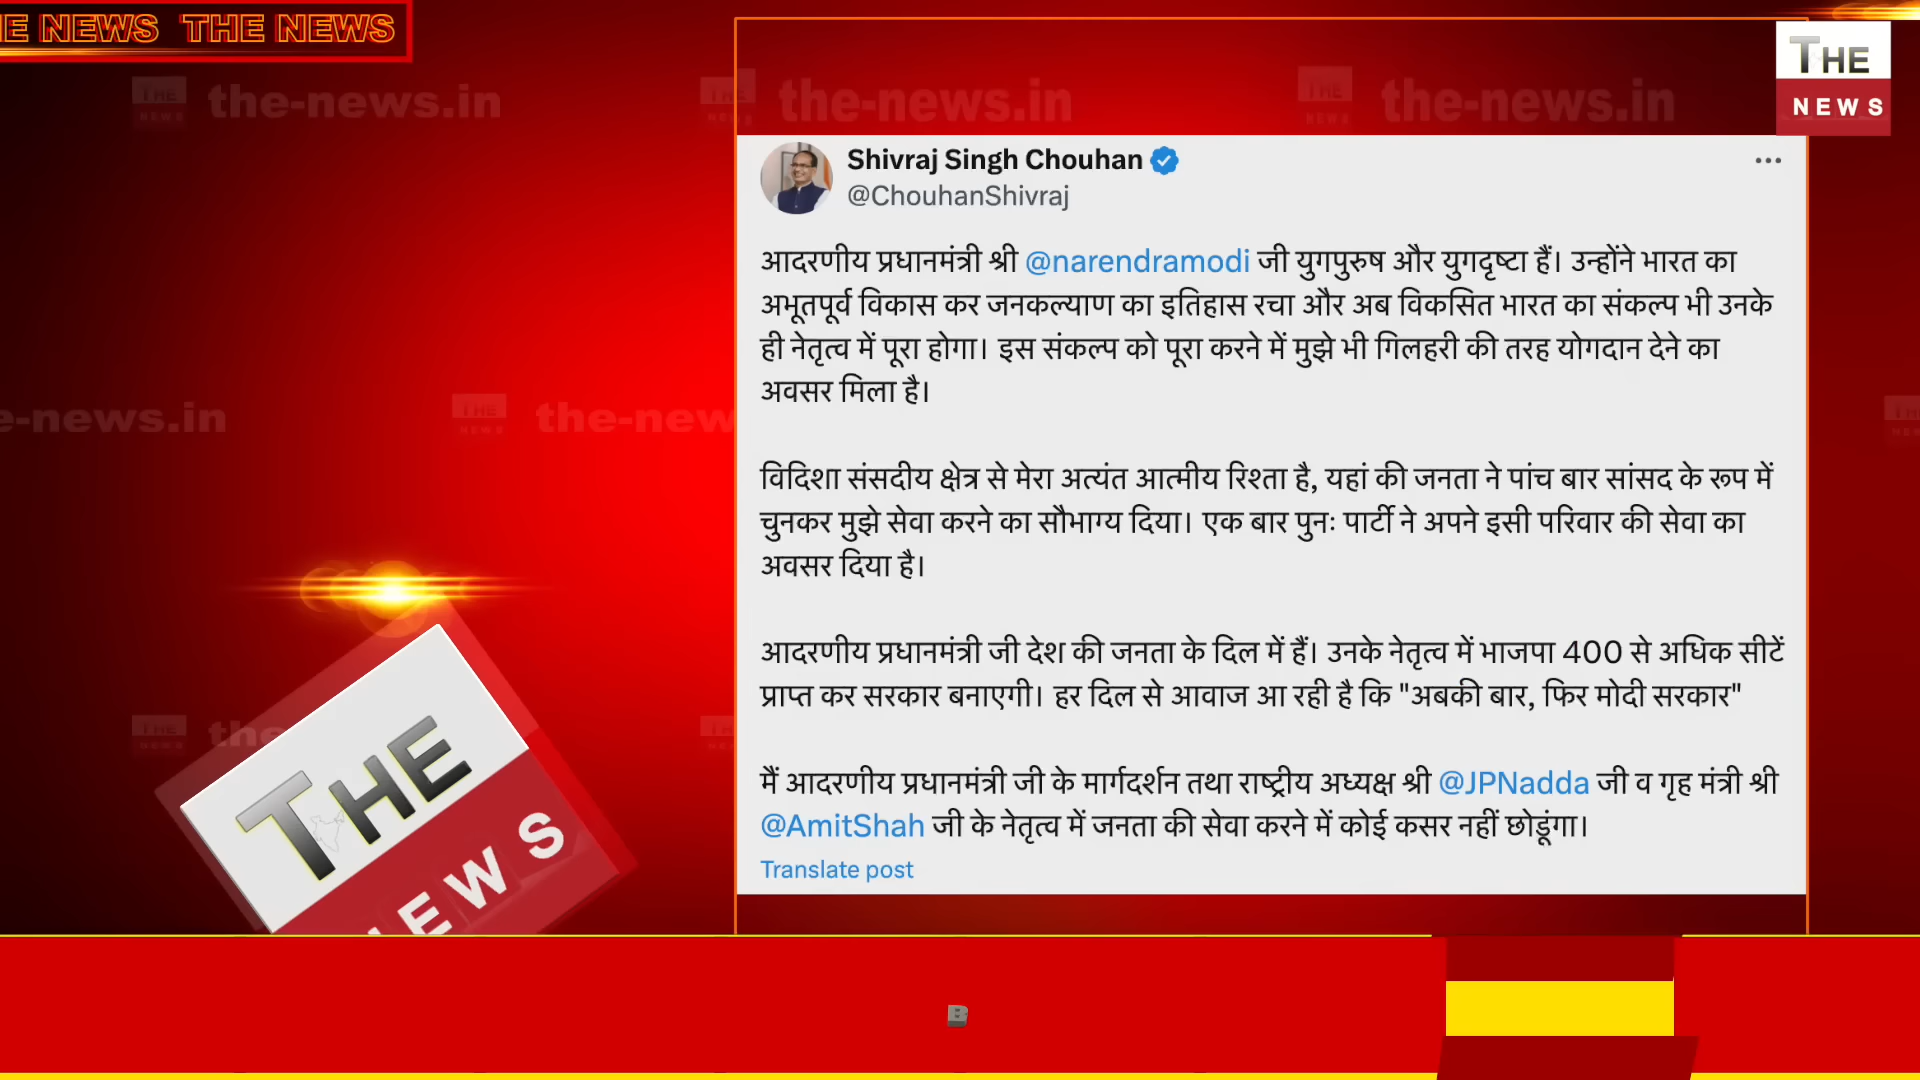 THE NEWS THE NEWS
the-news.in the-news.in the-news.in
THE
NEWS
Shivraj Singh Chouhan
@ChouhanShivraj
आदरणीय प्रधानमंत्री श्री @narendramodi जी युगपुरुष और युगदृष्टा हैं। उन्होंने भारत का
अभूतपूर्व विकास कर जनकल्याण का इतिहास रचा और अब विकसित भारत का संकल्प भी उनके
ही नेतृत्व में पूरा होगा। इस संकल्प को पूरा करने में मुझे भी गिलहरी की तरह योगदान देने का
अवसर मिला है।
विदिशा संसदीय क्षेत्र से मेरा अत्यंत आत्मीय रिश्ता है, यहां की जनता ने पांच बार सांसद के रूप में
चुनकर मुझे सेवा करने का सौभाग्य दिया। एक बार पुनः पार्टी ने अपने इसी परिवार की सेवा का
अवसर दिया है।
आदरणीय प्रधानमंत्री जी देश की जनता के दिल में हैं। उनके नेतृत्व में भाजपा 400 से अधिक सीटें
प्राप्त कर सरकार बनाएगी। हर दिल से आवाज आ रही है कि "अबकी बार, फिर मोदी सरकार"
मैं आदरणीय प्रधानमंत्री जी के मार्गदर्शन तथा राष्ट्रीय अध्यक्ष श्री @JPNadda जी व गृह मंत्री श्री
@AmitShah जी के नेतृत्व में जनता की सेवा करने में कोई कसर नहीं छोडूंगा।
Translate post
THE
NEWS
B